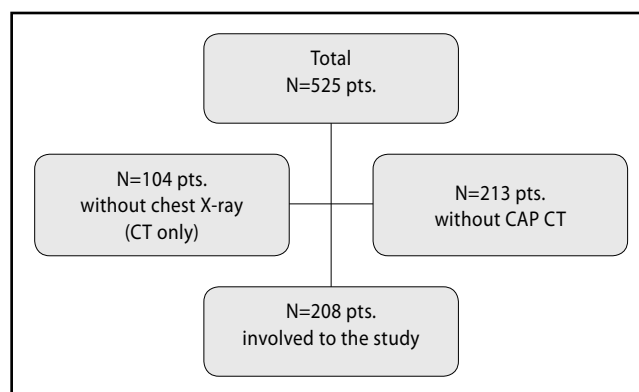 Total
N=525 pts.
N=104 pts.
without chest X-ray
(CT only)
N=213 pts.
without CAP CT
N=208 pts.
involved to the study